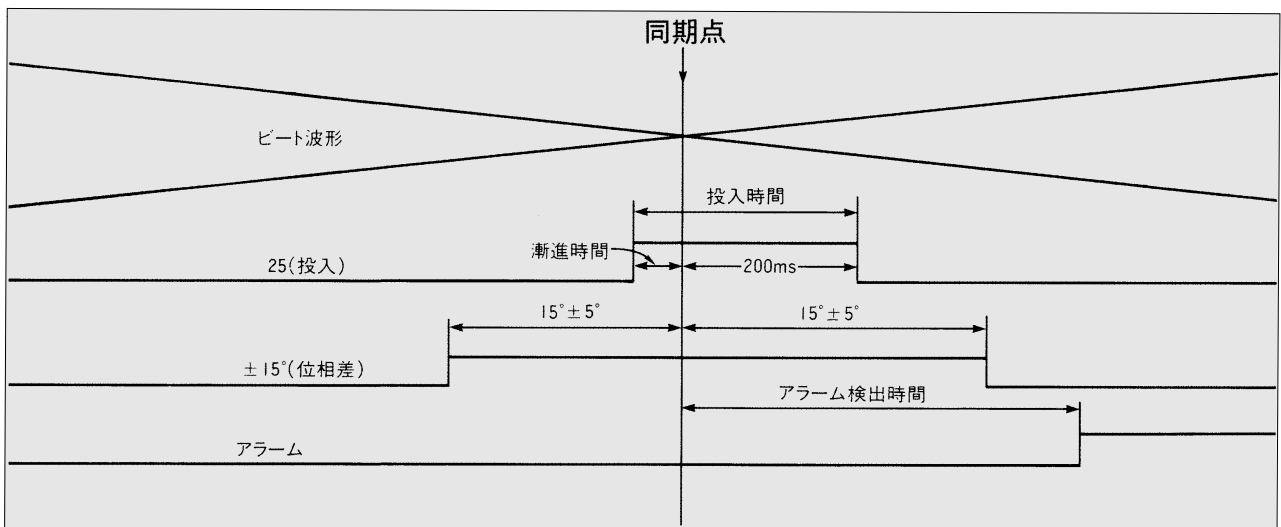 同期点
ビート波形
投入時間
漸進時間
25(投入)
200ms
15°±5°
15°±5°
±15°(位相差)
アラーム検出時間
アラーム